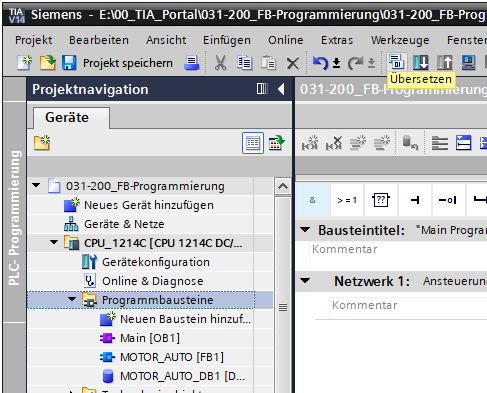 TIA V14 Siemens - E:\00_TIA_Portal\031-200_FB-Programmierung\031-200_FB-Prog
Projekt Bearbeiten Ansicht Einfügen Online Extras Werkzeuge Fenster
Projekt speichern
Übersetzen
Projektnavigation
031-200_FB-Programmierung
Geräte
PLC-Programmierung
031-200_FB-Programmierung
Neues Gerät hinzufügen
Geräte & Netze
CPU_1214C [CPU 1214C DC/...
Gerätekonfiguration
Online & Diagnose
Programmbausteine
Neuen Baustein hinzuf...
Main [OB1]
MOTOR_AUTO [FB1]
MOTOR_AUTO_DB1 [D...
& >=1 ??
Bausteintitel: "Main Progra
Kommentar
Netzwerk 1: Ansteuerun
Kommentar